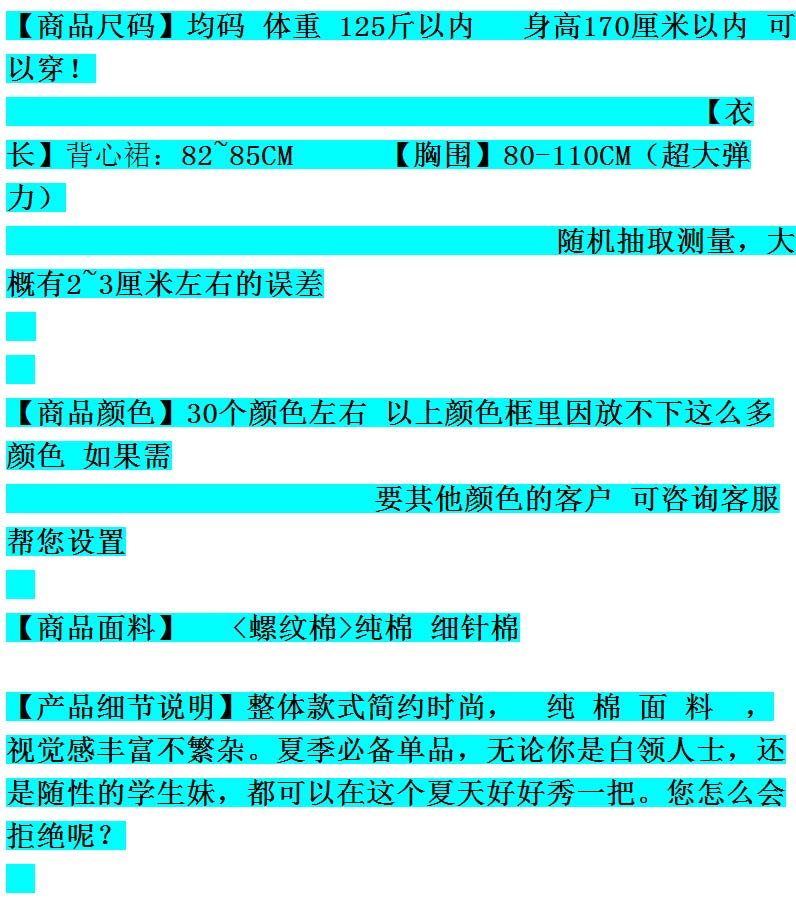 【商品尺码】均码 体重 125斤以内 身高170厘米以内 可
以穿！
【衣
长】背心裙：82~85CM 【胸围】80-110CM（超大弹
力）
随机抽取测量，大
概有2~3厘米左右的误差
【商品颜色】30个颜色左右 以上颜色框里因放不下这么多
颜色 如果需
要其他颜色的客户 可咨询客服
帮您设置
【商品面料】 <螺纹棉>纯棉 细针棉
【产品细节说明】整体款式简约时尚， 纯 棉 面 料 ，
视觉感丰富不繁杂。夏季必备单品，无论你是白领人士，还
是随性的学生妹，都可以在这个夏天好好秀一把。您怎么会
拒绝呢？